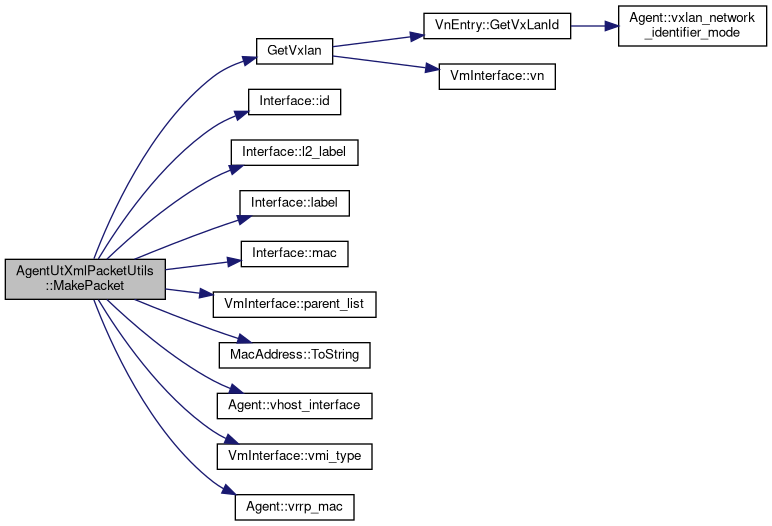 AgentUtXmlPacketUtils
::MakePacket
GetVxlan
VnEntry::GetVxLanId
Agent::vxlan_network
_identifier_mode
VmInterface::vn
Interface::id
Interface::l2_label
Interface::label
Interface::mac
VmInterface::parent_list
MacAddress::ToString
Agent::vhost_interface
VmInterface::vmi_type
Agent::vrrp_mac